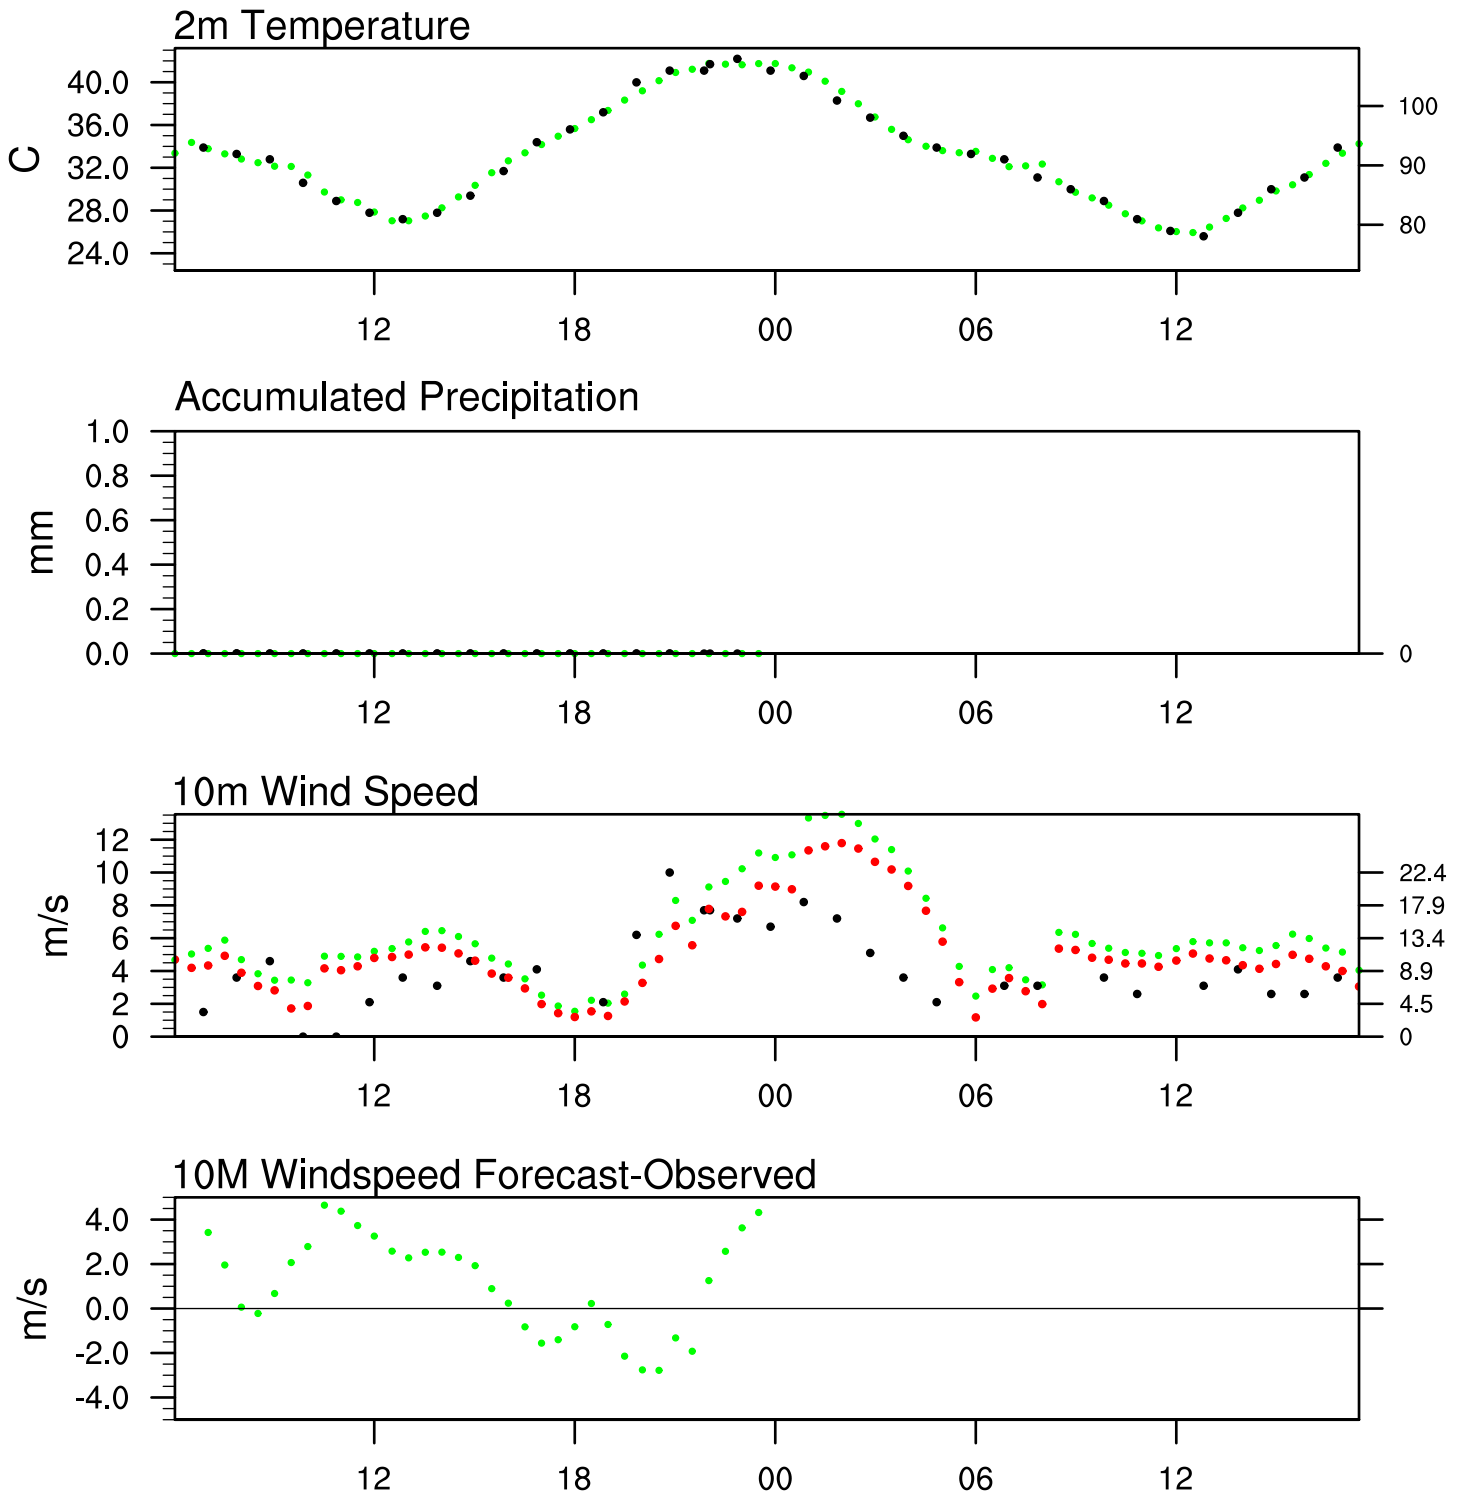 2m Temperature
40.0
36.0
32.0
28.0
24.0
C
100
90
80
12 18 00 06 12
Accumulated Precipitation
1.0
0.8
0.6
0.4
0.2
0.0
mm
0
12 18 00 06 12
10m Wind Speed
12
10
8
6
4
2
0
m/s
22.4
17.9
13.4
8.9
4.5
0
12 18 00 06 12
10M Windspeed Forecast-Observed
4.0
2.0
0.0
-2.0
-4.0
m/s
12 18 00 06 12